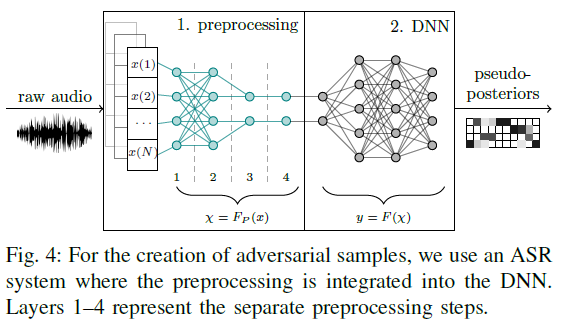 1. preprocessing
2. DNN
raw audio
x(1)
x(2)
...
x(N)
pseudo-
posteriors
1 2 3 4
χ = F_P(x)
y = F(χ)
Fig. 4: For the creation of adversarial samples, we use an ASR
system where the preprocessing is integrated into the DNN.
Layers 1–4 represent the separate preprocessing steps.